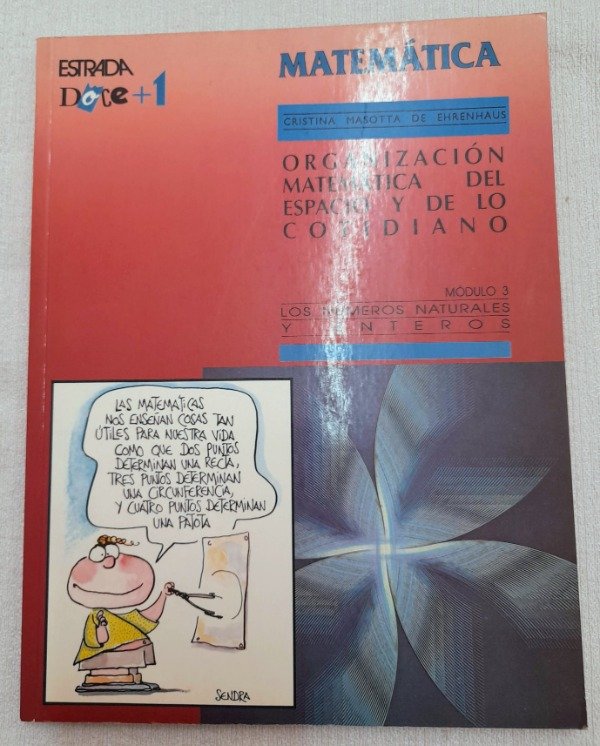 ESTRADA
Doce+1
MATEMÁTICA
CRISTINA MASOTTA DE EHRENHAUS
ORGANIZACIÓN
MATEMÁTICA DEL
ESPACIO Y DE LO
COTIDIANO
MÓDULO 3
LOS NÚMEROS NATURALES
Y ENTEROS
LAS MATEMÁTICAS
NOS ENSEÑAN COSAS TAN
ÚTILES PARA NUESTRA VIDA
COMO QUE DOS PUNTOS
DETERMINAN UNA RECTA,
TRES PUNTOS DETERMINAN
UNA CIRCUNFERENCIA,
Y CUATRO PUNTOS DETERMINAN
UNA PATOTA
SENDRA